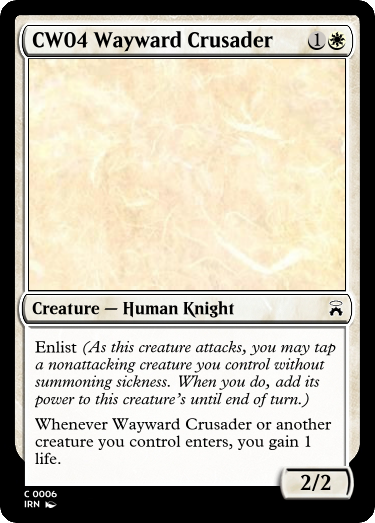 CW04 Wayward Crusader 1
Creature — Human Knight
Enlist (As this creature attacks, you may tap
a nonattacking creature you control without
summoning sickness. When you do, add its
power to this creature's until end of turn.)
Whenever Wayward Crusader or another
creature you control enters, you gain 1
life.
2/2
C 0006
IRN